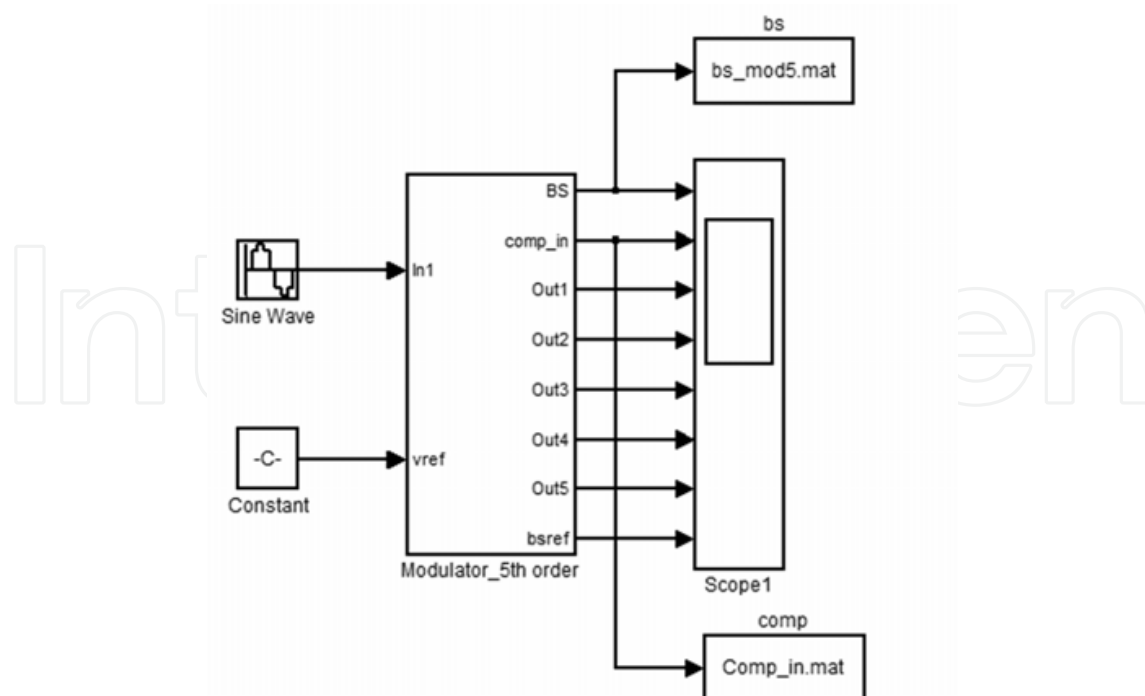 bs
bs_mod5.mat
BS
comp_in
In1
Out1
Sine Wave
Out2
Out3
Out4
-C-
vref
Out5
Constant
bsref
Modulator_5th order
Scope1
comp
Comp_in.mat